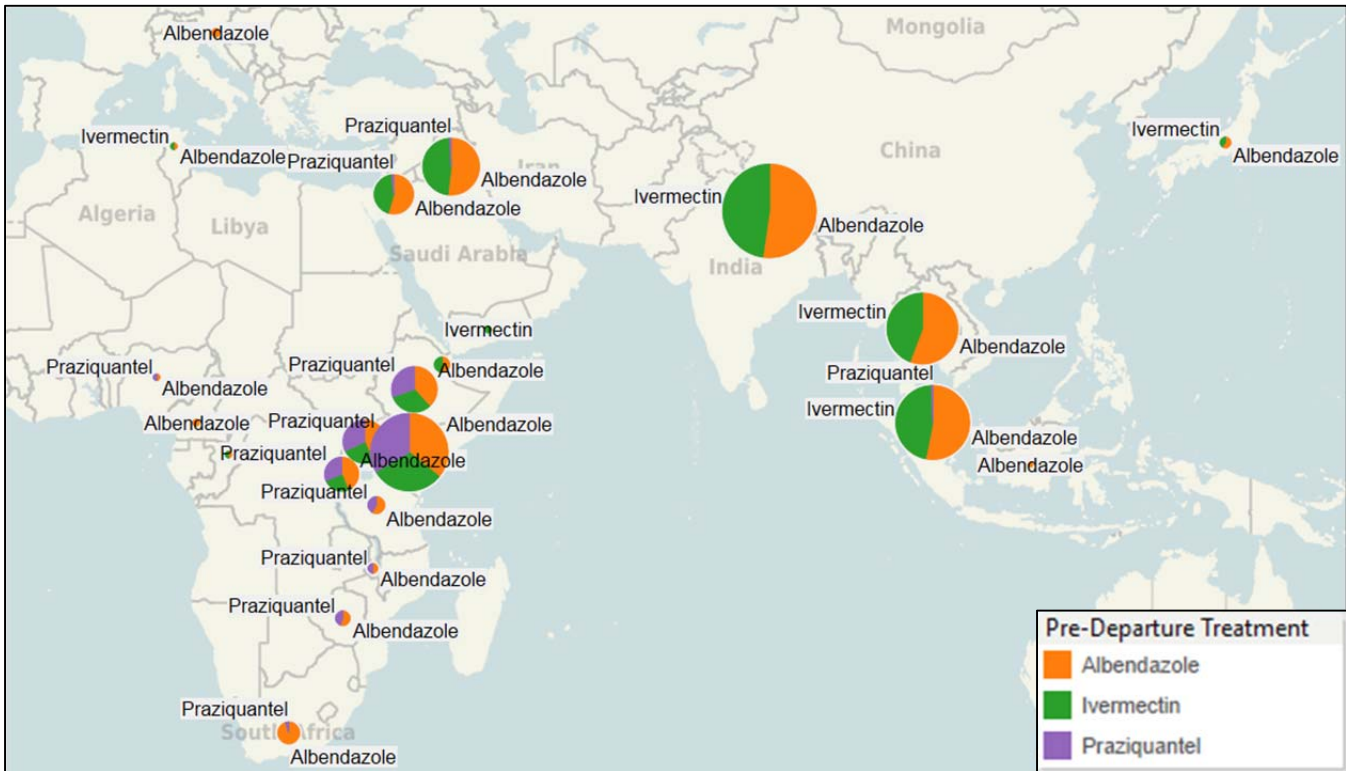 Mongolia
Albendazole
Ivermectin
Albendazole
Praziquantel
Praziquantel
Iran
Albendazole
Albendazole
China
Ivermectin
Albendazole
Ivermectin
Albendazole
Algeria
Libya
Saudi Arabia
India
Ivermectin
Ivermectin
Albendazole
Praziquantel
Albendazole
Praziquantel
Albendazole
Praziquantel
Ivermectin
Albendazole
Albendazole
Albendazole
Praziquantel
Albendazole
Praziquantel
Albendazole
Praziquantel
Albendazole
Praziquantel
Albendazole
Praziquantel
Albendazole
Praziquantel
South Africa
Albendazole
Pre-Departure Treatment
Albendazole
Ivermectin
Praziquantel